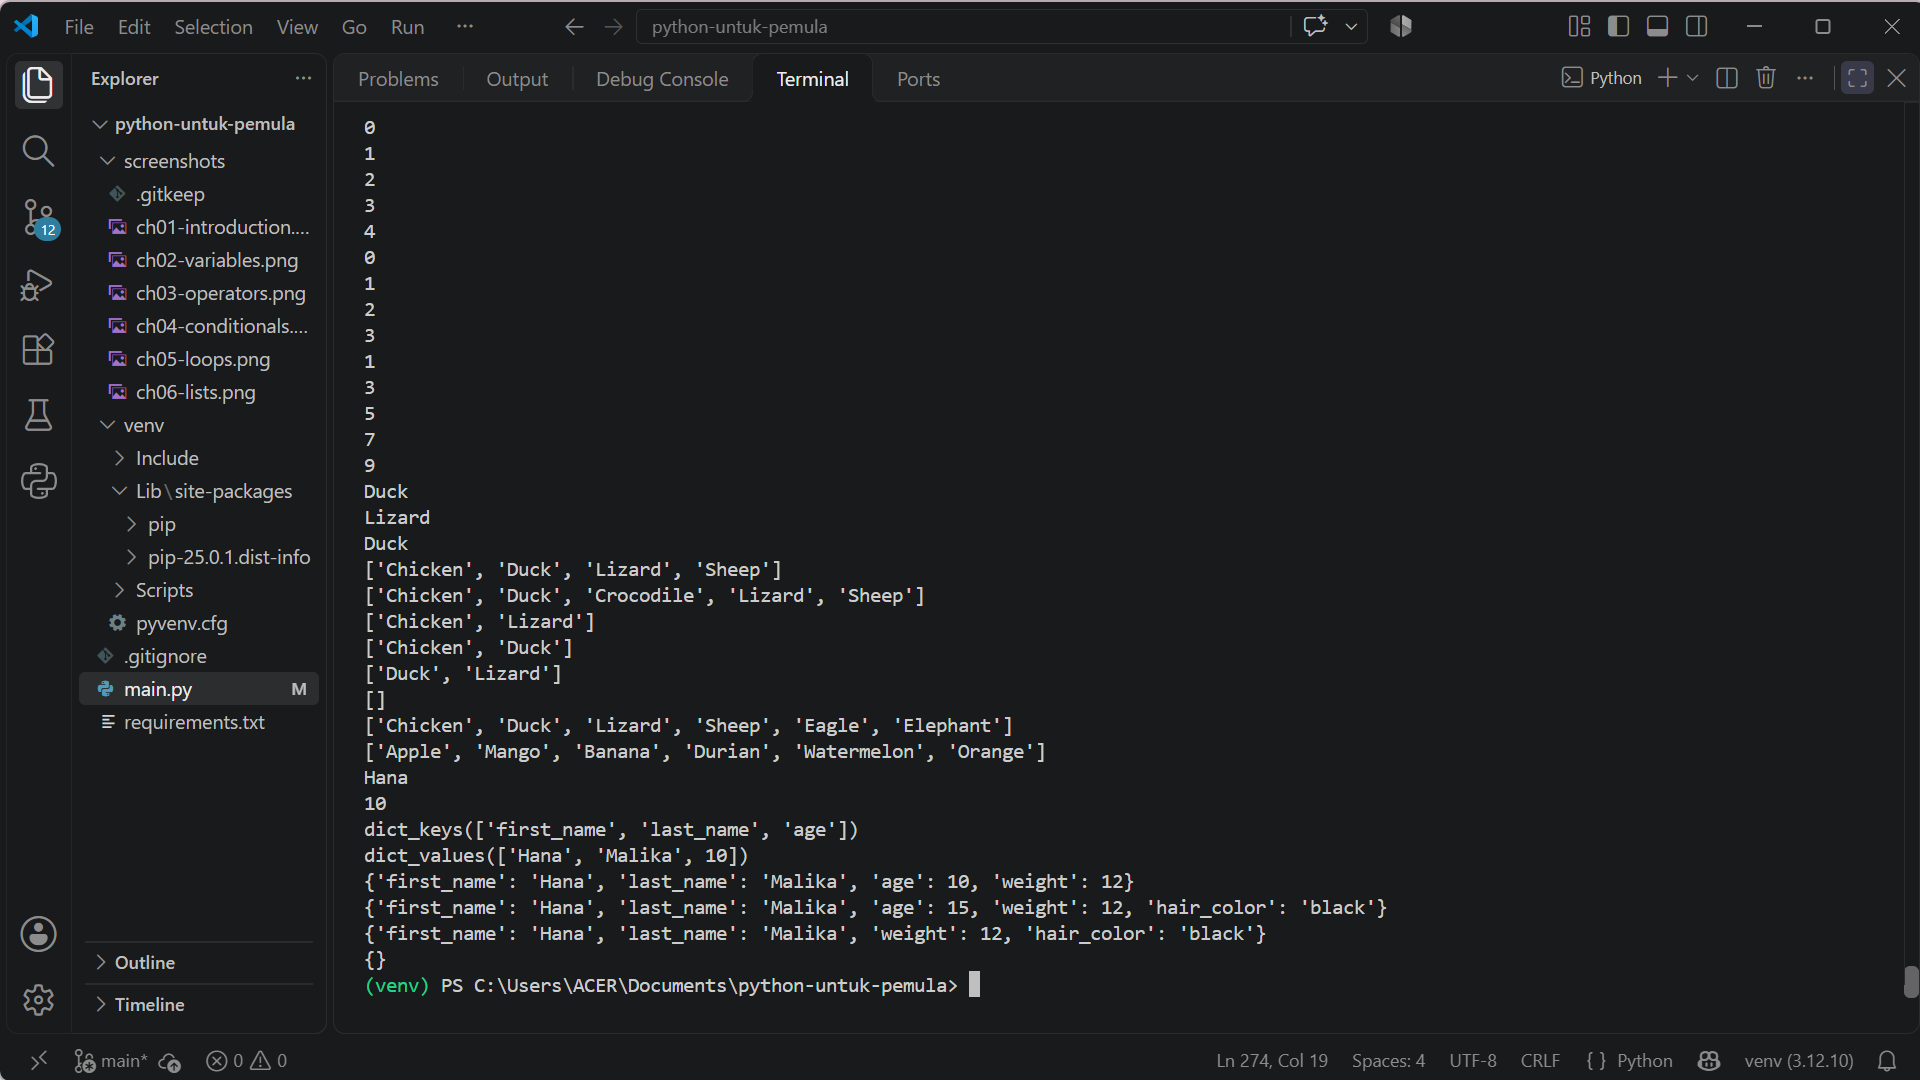 File Edit Selection View Go Run ···
python-untuk-pemula
Explorer
python-untuk-pemula
screenshots
.gitkeep
ch01-introduction....
ch02-variables.png
ch03-operators.png
ch04-conditionals....
ch05-loops.png
ch06-lists.png
12
venv
Include
Lib\site-packages
pip
pip-25.0.1.dist-info
Scripts
pyvenv.cfg
.gitignore
main.py M
requirements.txt
Outline
Timeline
Problems Output Debug Console Terminal Ports
Python
0
1
2
3
4
0
1
2
3
1
3
5
7
9
Duck
Lizard
Duck
['Chicken', 'Duck', 'Lizard', 'Sheep']
['Chicken', 'Duck', 'Crocodile', 'Lizard', 'Sheep']
['Chicken', 'Lizard']
['Chicken', 'Duck']
['Duck', 'Lizard']
[]
['Chicken', 'Duck', 'Lizard', 'Sheep', 'Eagle', 'Elephant']
['Apple', 'Mango', 'Banana', 'Durian', 'Watermelon', 'Orange']
Hana
10
dict_keys(['first_name', 'last_name', 'age'])
dict_values(['Hana', 'Malika', 10])
{'first_name': 'Hana', 'last_name': 'Malika', 'age': 10, 'weight': 12}
{'first_name': 'Hana', 'last_name': 'Malika', 'age': 15, 'weight': 12, 'hair_color': 'black'}
{'first_name': 'Hana', 'last_name': 'Malika', 'weight': 12, 'hair_color': 'black'}
{}
(venv) PS C:\Users\ACER\Documents\python-untuk-pemula>
main* 0 0 Ln 274, Col 19 Spaces: 4 UTF-8 CRLF { } Python venv (3.12.10)